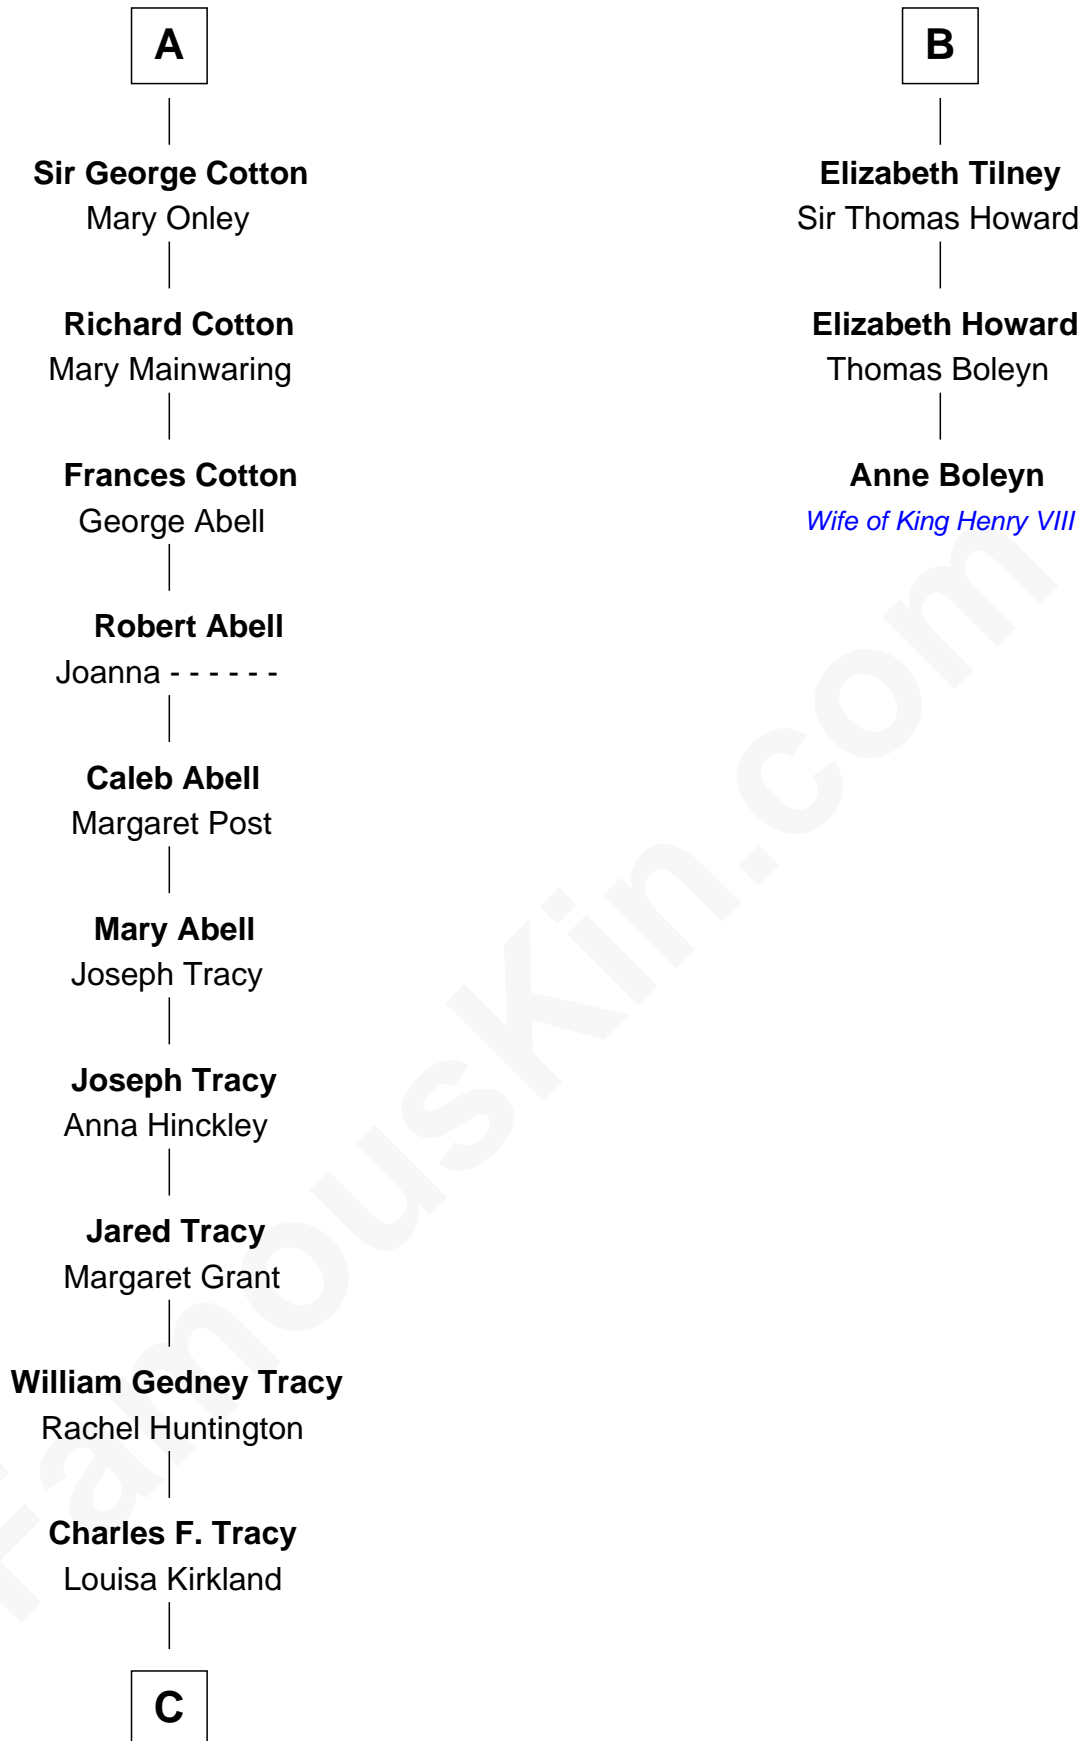 A
Sir George Cotton
Mary Onley
Richard Cotton
Mary Mainwaring
Frances Cotton
George Abell
Robert Abell
Joanna - - - - - -
Caleb Abell
Margaret Post
Mary Abell
Joseph Tracy
Joseph Tracy
Anna Hinckley
Jared Tracy
Margaret Grant
William Gedney Tracy
Rachel Huntington
Charles F. Tracy
Louisa Kirkland
C
B
Elizabeth Tilney
Sir Thomas Howard
Elizabeth Howard
Thomas Boleyn
Anne Boleyn
Wife of King Henry VIII
FamousKin.com